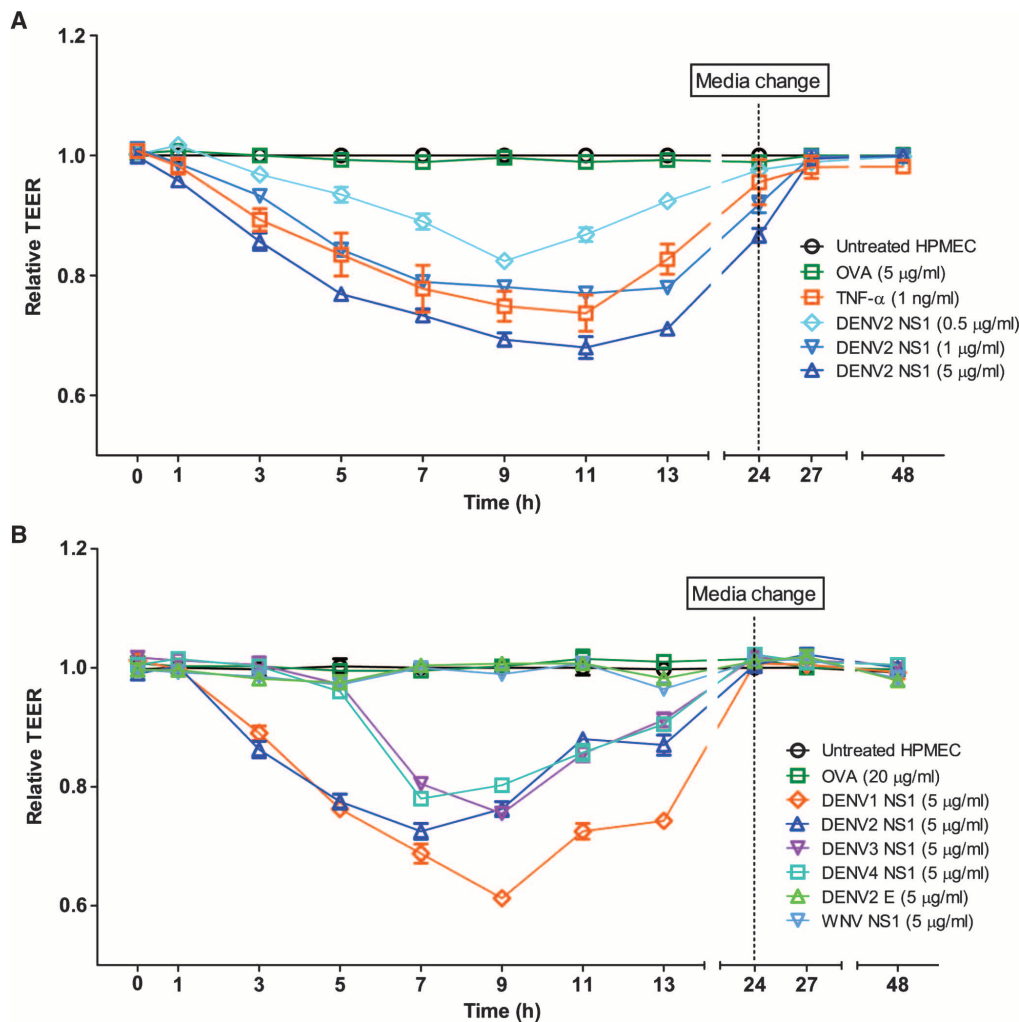 A
1.2
Media change
1.0
Relative TEER
0.8
0.6
Untreated HPMEC
OVA (5 μg/ml)
TNF-α (1 ng/ml)
DENV2 NS1 (0.5 μg/ml)
DENV2 NS1 (1 μg/ml)
DENV2 NS1 (5 μg/ml)
0 1 3 5 7 9 11 13 24 27 48
Time (h)
B
1.2
Media change
1.0
Relative TEER
0.8
0.6
Untreated HPMEC
OVA (20 μg/ml)
DENV1 NS1 (5 μg/ml)
DENV2 NS1 (5 μg/ml)
DENV3 NS1 (5 μg/ml)
DENV4 NS1 (5 μg/ml)
DENV2 E (5 μg/ml)
WNV NS1 (5 μg/ml)
0 1 3 5 7 9 11 13 24 27 48
Time (h)